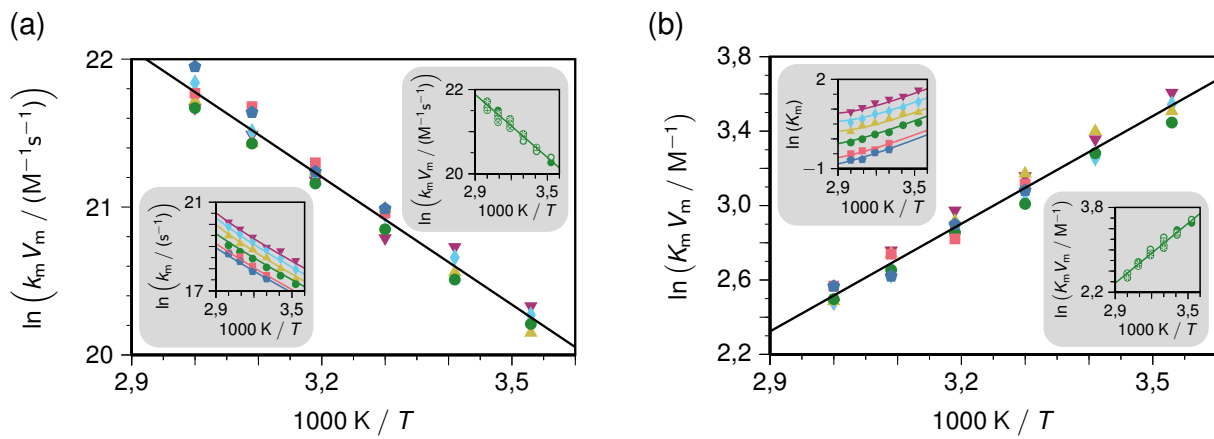 (a)
ln (k_m V_m / (M⁻¹s⁻¹))
22
21
20
2,9
3,2
3,5
1000 K / T
ln (k_m V_m / (M⁻¹s⁻¹))
22
20
2,9
3,5
1000 K / T
ln (k_m / (s⁻¹))
21
17
2,9
3,5
1000 K / T
(b)
ln (K_m V_m / M⁻¹)
3,8
3,4
3,0
2,6
2,2
2,9
3,2
3,5
1000 K / T
ln (K_m)
2
−1
2,9
3,5
1000 K / T
ln (K_m V_m / M⁻¹)
3,8
2,2
2,9
3,5
1000 K / T